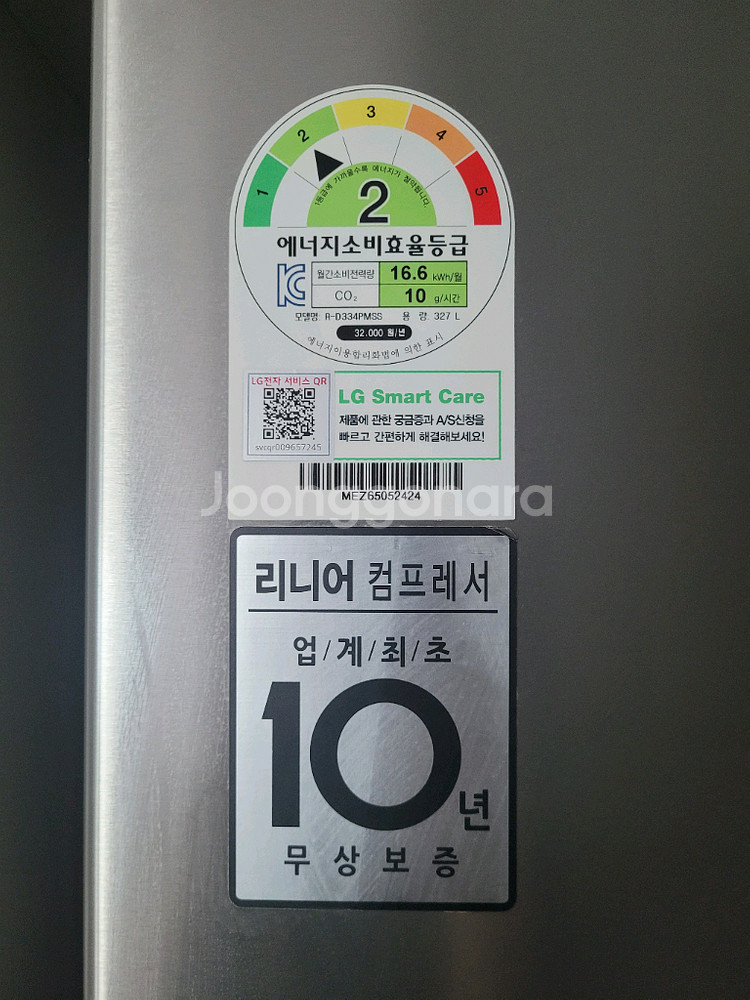 1 2 3 4 5
1등급에 가까울수록 에너지가 절약됩니다.
2
에너지소비효율등급
월간소비전력량 16.6 kWh/월
CO₂ 10 g/시간
모델명 R-D334PMSS 용 량 327 L
32.000 원/년
에너지이용합리화법에 의한 표시
LG전자 서비스 QR
svcqr009657245
LG Smart Care
제품에 관한 궁금증과 A/S신청을
빠르고 간편하게 해결해보세요!
MEZ65052424
Joonggonara
리니어 컴프레서
업/계/최/초
10년
무상보증